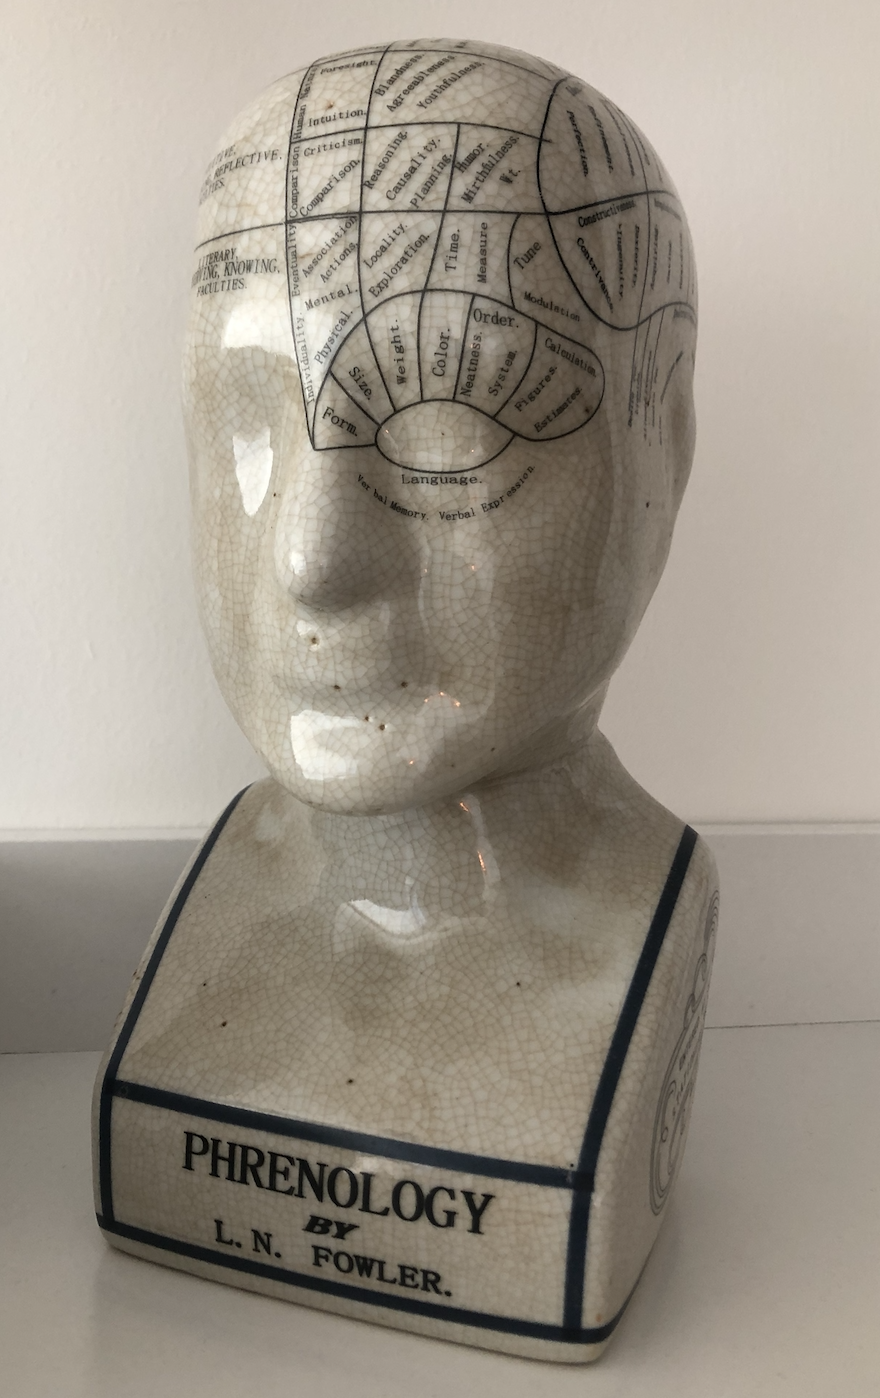 Foresight.
Intuition.
Human Nature
Blandness.
Agreeableness.
Youthfulness.
Criticism.
Comparison.
Comparison
Reasoning.
Causality.
Planning.
Humor.
Mirthfulness.
Wt.
Perfection.
REFLECTIVE.
LITERARY,
KNOWING,
FACULTIES.
Eventuality
Association
Actions.
Mental.
Physical.
Individuality.
Locality.
Exploration.
Time.
Measure
Tune
Modulation
Constructiveness
Contrivance.
Form.
Size.
Weight.
Color.
Order.
Neatness.
System.
Calculation.
Figures.
Estimates.
Language.
Verbal Memory. Verbal Expression.
PHRENOLOGY
BY
L. N. FOWLER.